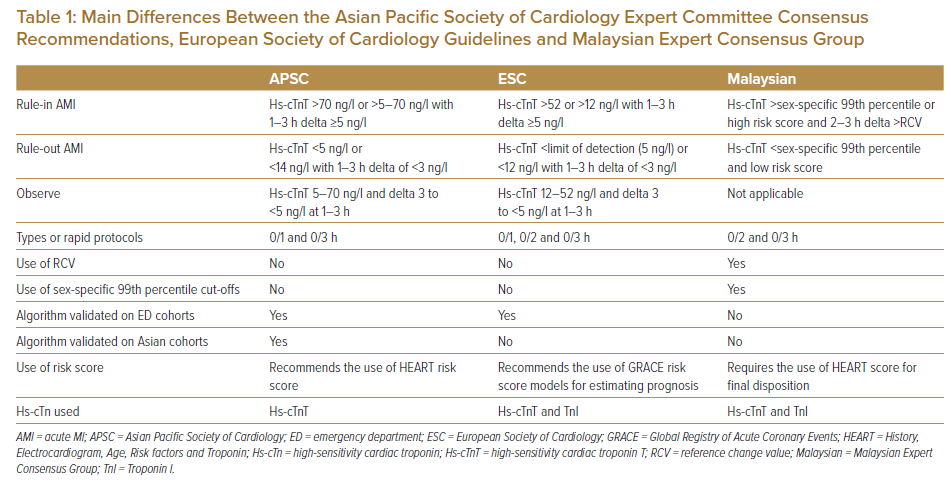 Table 1: Main Differences Between the Asian Pacific Society of Cardiology Expert Committee Consensus
Recommendations, European Society of Cardiology Guidelines and Malaysian Expert Consensus Group
APSC ESC Malaysian
Rule-in AMI Hs-cTnT >70 ng/l or >5–70 ng/l with Hs-cTnT >52 or >12 ng/l with 1–3 h Hs-cTnT >sex-specific 99th percentile or
1–3 h delta ≥5 ng/l delta ≥5 ng/l high risk score and 2–3 h delta >RCV
Rule-out AMI Hs-cTnT <5 ng/l or Hs-cTnT <limit of detection (5 ng/l) or Hs-cTnT <sex-specific 99th percentile
<14 ng/l with 1–3 h delta of <3 ng/l <12 ng/l with 1–3 h delta of <3 ng/l and low risk score
Observe Hs-cTnT 5–70 ng/l and delta 3 to Hs-cTnT 12–52 ng/l and delta 3 Not applicable
<5 ng/l at 1–3 h to <5 ng/l at 1–3 h
Types or rapid protocols 0/1 and 0/3 h 0/1, 0/2 and 0/3 h 0/2 and 0/3 h
Use of RCV No No Yes
Use of sex-specific 99th percentile cut-offs No No Yes
Algorithm validated on ED cohorts Yes Yes No
Algorithm validated on Asian cohorts Yes No No
Use of risk score Recommends the use of HEART risk Recommends the use of GRACE risk Requires the use of HEART score for
score score models for estimating prognosis final disposition
Hs-cTn used Hs-cTnT Hs-cTnT and TnI Hs-cTnT and TnI
AMI = acute MI; APSC = Asian Pacific Society of Cardiology; ED = emergency department; ESC = European Society of Cardiology; GRACE = Global Registry of Acute Coronary Events; HEART = History,
Electrocardiogram, Age, Risk factors and Troponin; Hs-cTn = high-sensitivity cardiac troponin; Hs-cTnT = high-sensitivity cardiac troponin T; RCV = reference change value; Malaysian = Malaysian Expert
Consensus Group; TnI = Troponin I.